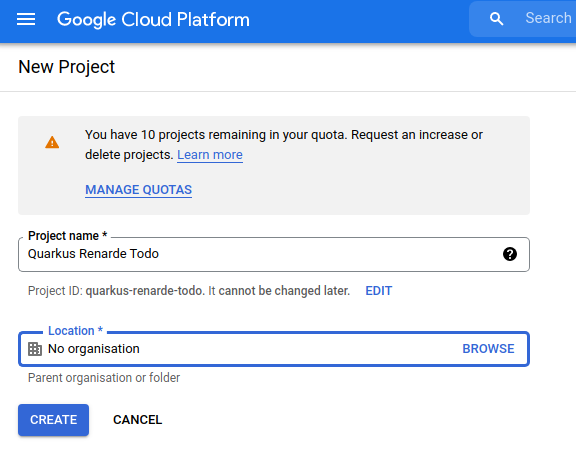 Google Cloud Platform
Search
New Project
You have 10 projects remaining in your quota. Request an increase or
delete projects. Learn more
MANAGE QUOTAS
Project name *
Quarkus Renarde Todo
Project ID: quarkus-renarde-todo. It cannot be changed later. EDIT
Location *
No organisation BROWSE
Parent organisation or folder
CREATE CANCEL